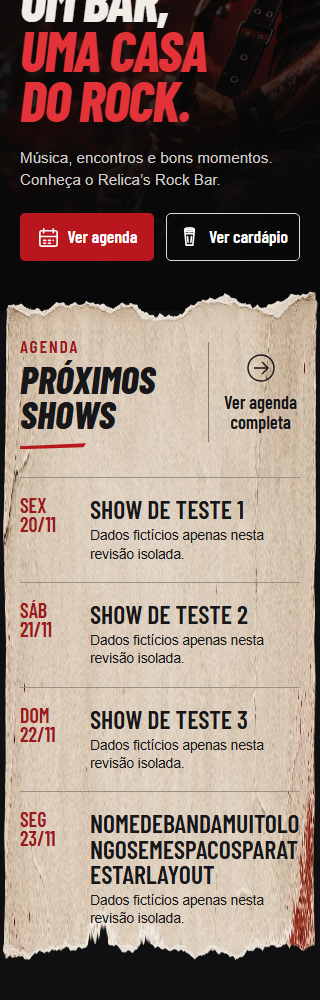 UM BAR,
UMA CASA
DO ROCK.
Música, encontros e bons momentos.
Conheça o Relica's Rock Bar.
Ver agenda
Ver cardápio
AGENDA
PRÓXIMOS
SHOWS
Ver agenda
completa
SEX
20/11
SHOW DE TESTE 1
Dados fictícios apenas nesta
revisão isolada.
SÁB
21/11
SHOW DE TESTE 2
Dados fictícios apenas nesta
revisão isolada.
DOM
22/11
SHOW DE TESTE 3
Dados fictícios apenas nesta
revisão isolada.
SEG
23/11
NOMEDEBANDAMUITOLO
NGOSEMESPACOSPARAT
ESTARLAYOUT
Dados fictícios apenas nesta
revisão isolada.